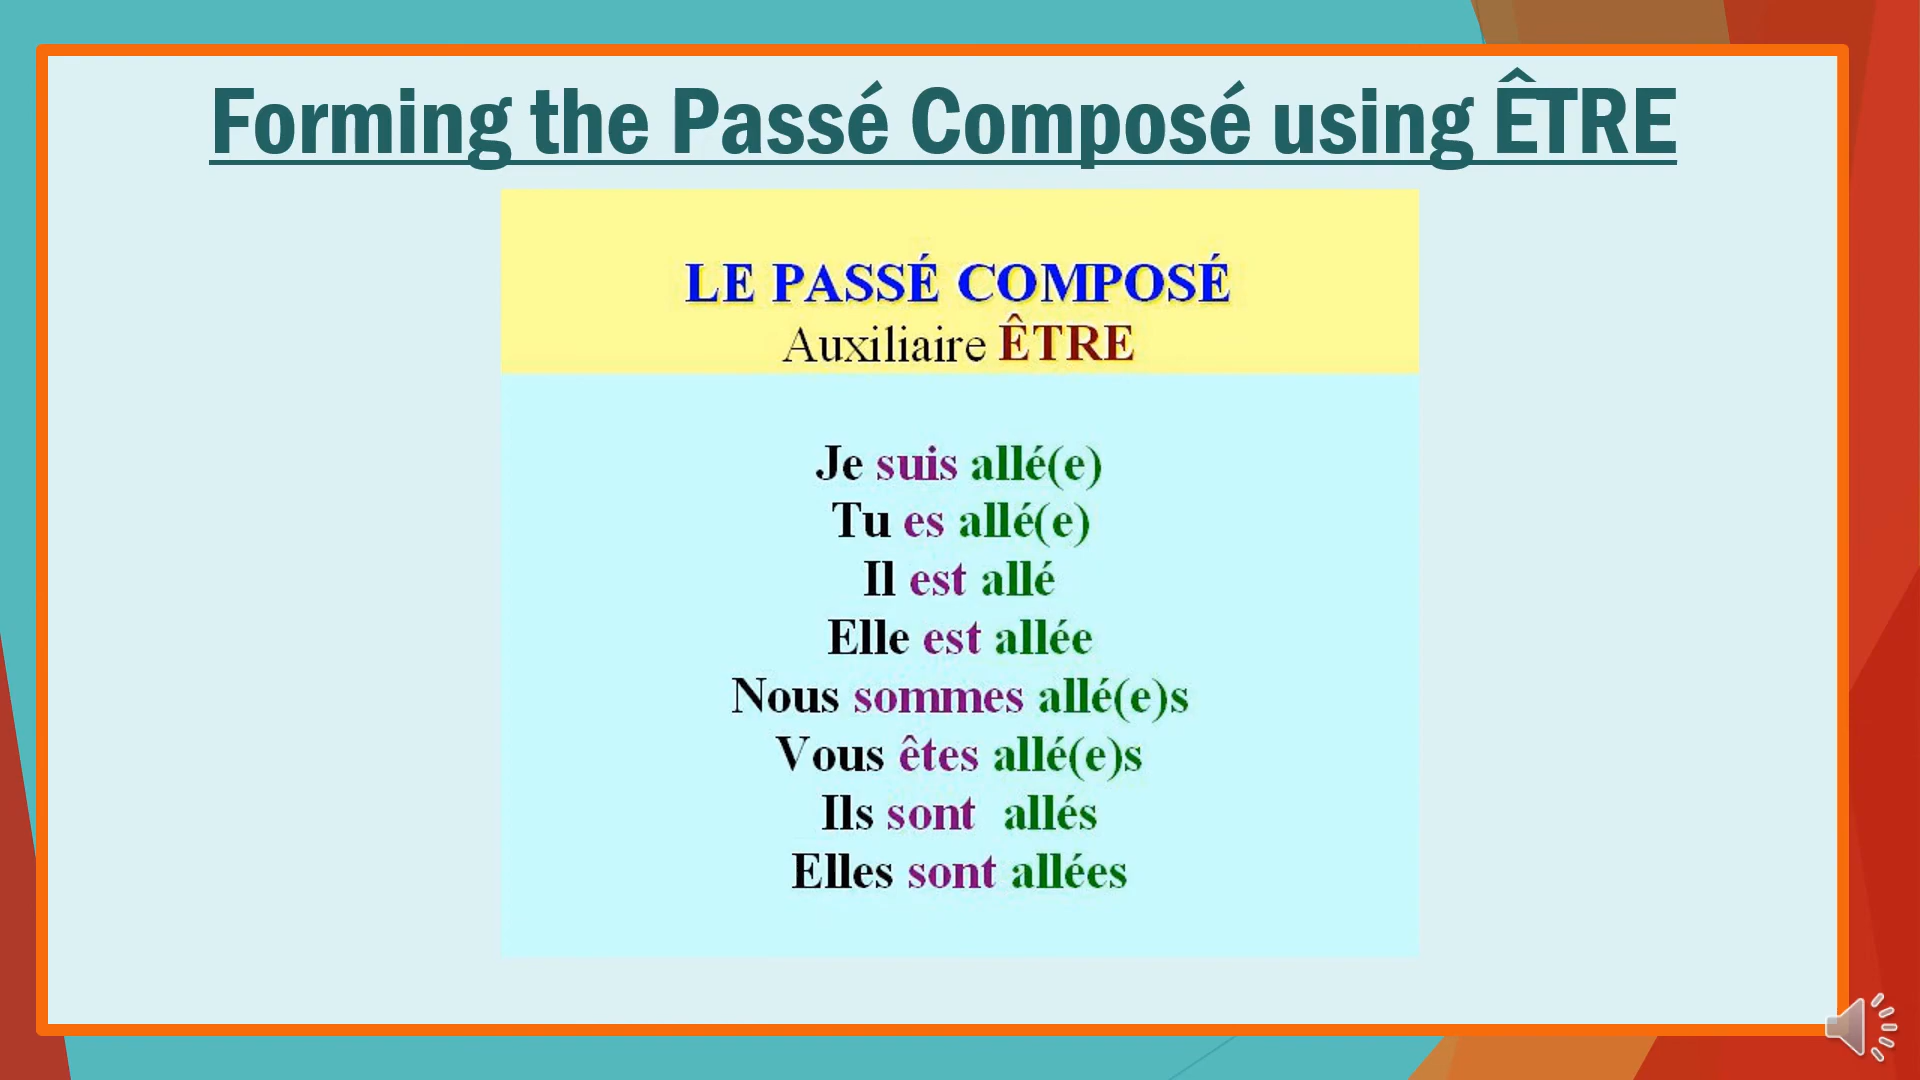 Forming the Passé Composé using ÊTRE
LE PASSÉ COMPOSÉ
Auxiliaire ÊTRE
Je suis allé(e)
Tu es allé(e)
Il est allé
Elle est allée
Nous sommes allé(e)s
Vous êtes allé(e)s
Ils sont allés
Elles sont allées